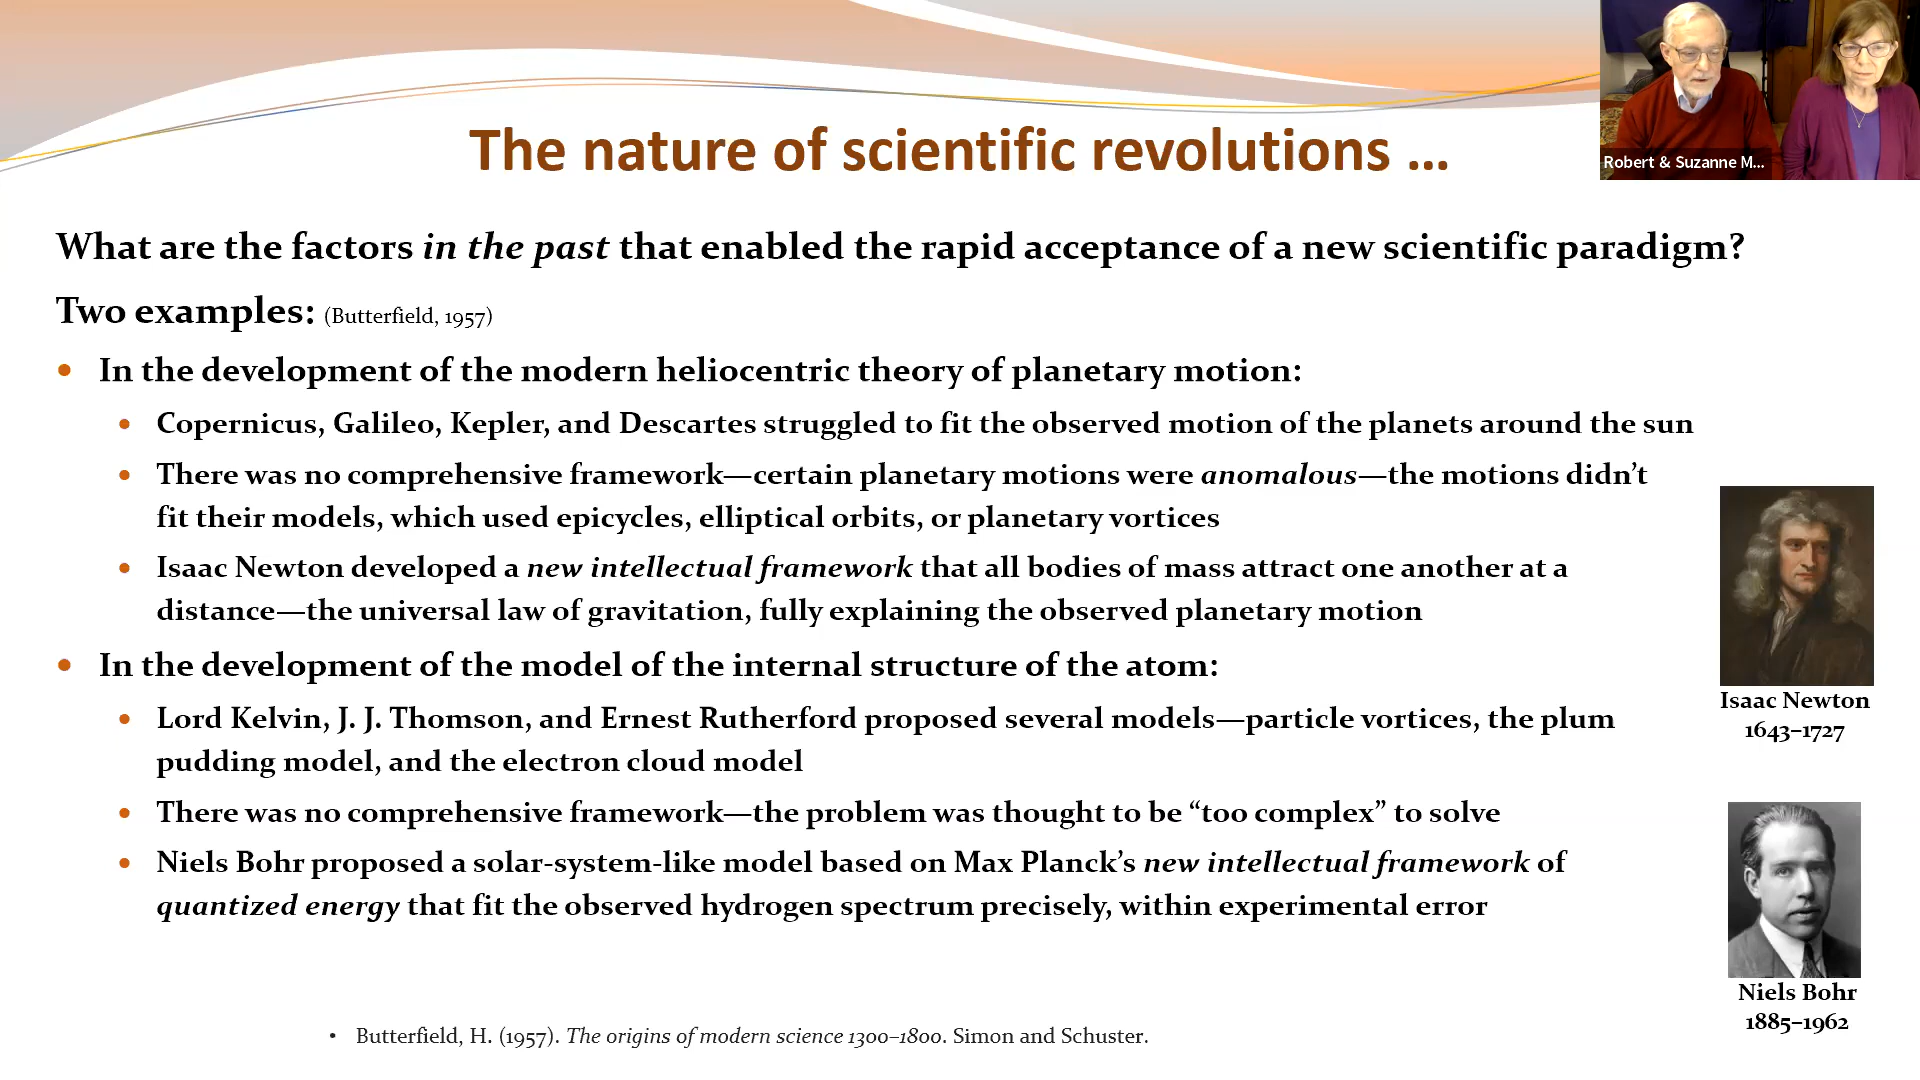 The nature of scientific revolutions ...
Robert & Suzanne M...
What are the factors in the past that enabled the rapid acceptance of a new scientific paradigm?
Two examples: (Butterfield, 1957)
• In the development of the modern heliocentric theory of planetary motion:
• Copernicus, Galileo, Kepler, and Descartes struggled to fit the observed motion of the planets around the sun
• There was no comprehensive framework—certain planetary motions were anomalous—the motions didn’t
fit their models, which used epicycles, elliptical orbits, or planetary vortices
• Isaac Newton developed a new intellectual framework that all bodies of mass attract one another at a
distance—the universal law of gravitation, fully explaining the observed planetary motion
• In the development of the model of the internal structure of the atom:
• Lord Kelvin, J. J. Thomson, and Ernest Rutherford proposed several models—particle vortices, the plum
pudding model, and the electron cloud model
• There was no comprehensive framework—the problem was thought to be “too complex” to solve
• Niels Bohr proposed a solar-system-like model based on Max Planck’s new intellectual framework of
quantized energy that fit the observed hydrogen spectrum precisely, within experimental error
Isaac Newton
1643–1727
Niels Bohr
1885–1962
• Butterfield, H. (1957). The origins of modern science 1300–1800. Simon and Schuster.